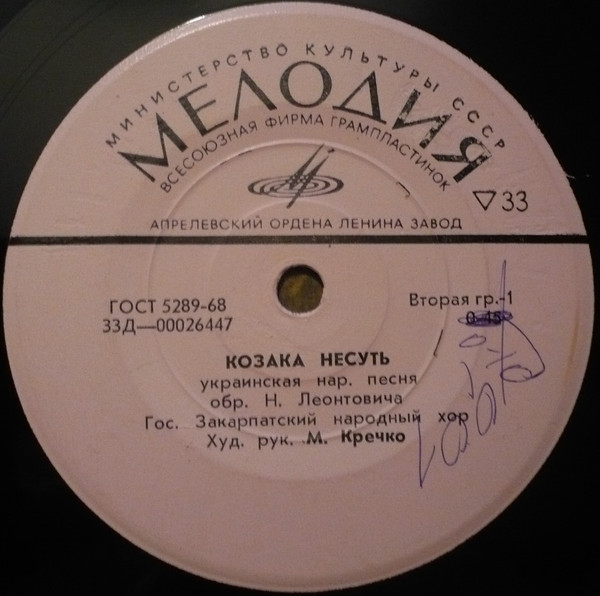 МИНИСТЕРСТВО КУЛЬТУРЫ СССР
МЕЛОДИЯ
ВСЕСОЮЗНАЯ ФИРМА ГРАМПЛАСТИНОК
33
АПРЕЛЕВСКИЙ ОРДЕНА ЛЕНИНА ЗАВОД
ГОСТ 5289-68
33Д—00026447
Вторая гр.-1
0-45
КОЗАКА НЕСУТЬ
украинская нар. песня
обр. Н. Леонтовича
Гос. Закарпатский народный хор
Худ. рук. М. Кречко